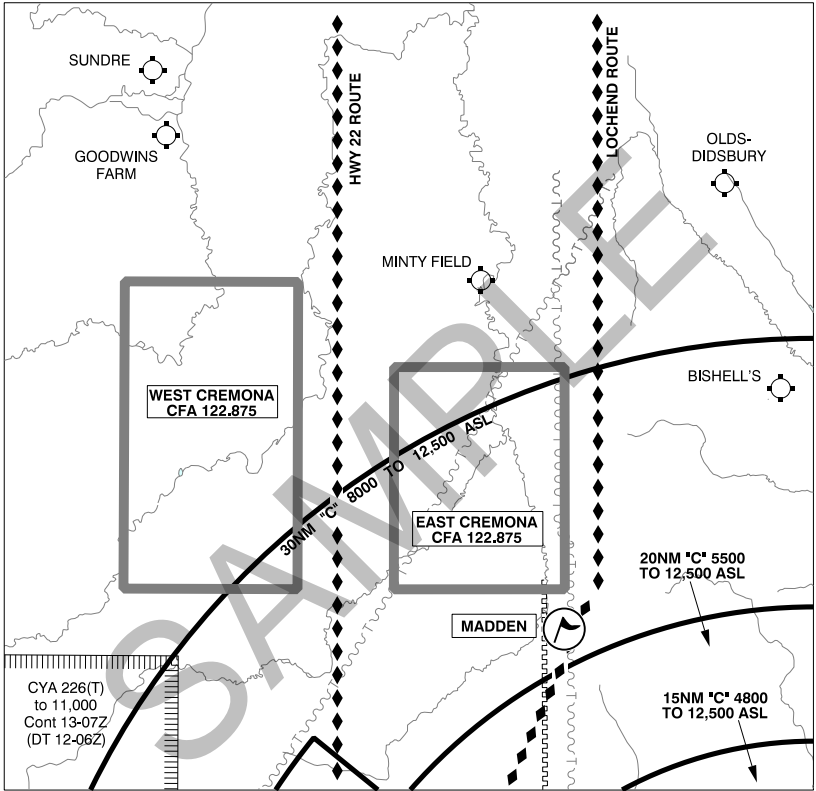 SUNDRE
GOODWINS
FARM
HWY 22 ROUTE
LOCHEND ROUTE
OLDS-
DIDSBURY
MINTY FIELD
BISHELL'S
WEST CREMONA
CFA 122.875
30NM "C" 8000 TO 12,500 ASL
EAST CREMONA
CFA 122.875
20NM "C" 5500
TO 12,500 ASL
MADDEN
CYA 226(T)
to 11,000
Cont 13-07Z
(DT 12-06Z)
15NM "C" 4800
TO 12,500 ASL
SAMPLE